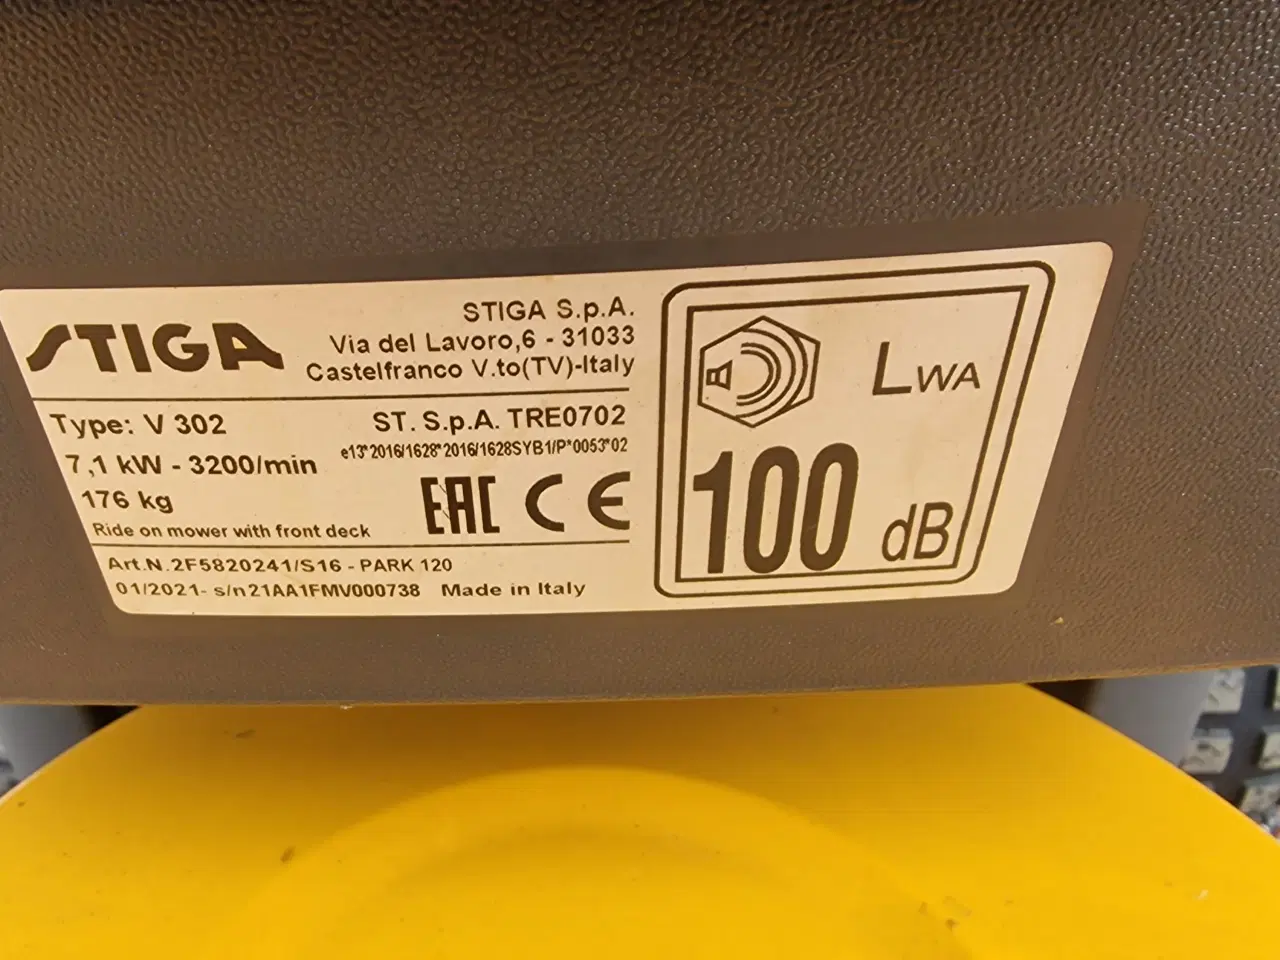 STIGA
STIGA S.p.A.
Via del Lavoro,6 - 31033
Castelfranco V.to(TV)-Italy
Type: V 302
7,1 kW - 3200/min
176 kg
Ride on mower with front deck
ST. S.p.A. TRE0702
e13*2016/1628*2016/1628SYB1/P*0053*02
EAC CE
Art.N.2F5820241/S16 - PARK 120
01/2021- s/n21AA1FMV000738 Made in Italy
LWA
100 dB